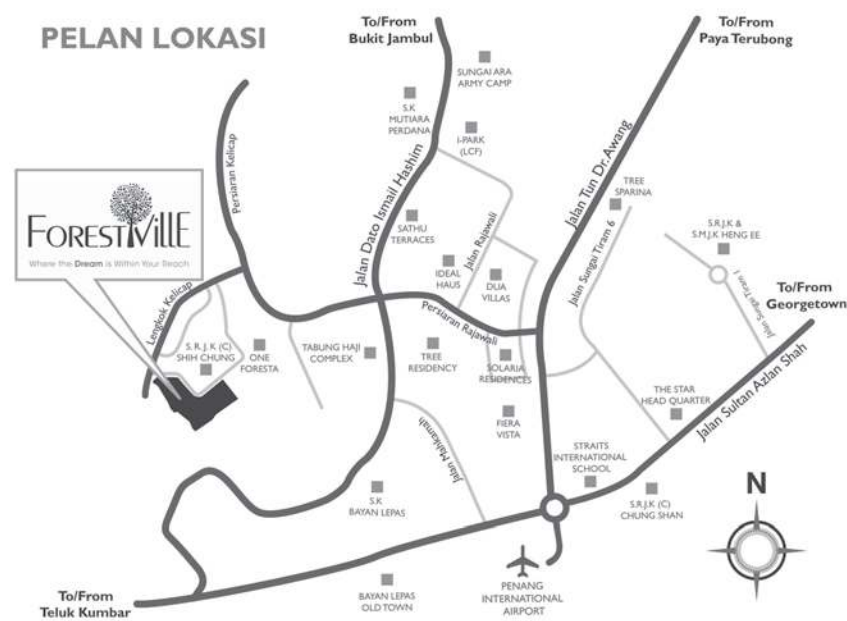 PELAN LOKASI
To/From
Bukit Jambul
To/From
Paya Terubong
SUNGAI ARA
ARMY CAMP
S.K
MUTIARA
PERDANA
I-PARK
(LCF)
Persiaran Kelicap
Jalan Dato Ismail Hashim
Jalan Tun Dr. Awang
TREE
SPARINA
FORESTVILLE
Where the Dream is Within Your Reach
SATHU
TERRACES
Jalan Rajawali
Jalan Sungai Tiram 6
S.R.J.K &
S.M.J.K HENG EE
IDEAL
HAUS
DUA
VILLAS
Jalan Sungai Tiram 1
To/From
Georgetown
Lengkok Kelicap
Persiaran Rajawali
S. R. J. K (C)
SHIH CHUNG
ONE
FORESTA
TABUNG HAJI
COMPLEX
TREE
RESIDENCY
SOLARIA
RESIDENCES
THE STAR
HEAD QUARTER
Jalan Sultan Azlan Shah
FIERA
VISTA
Jalan Mahkamah
STRAITS
INTERNATIONAL
SCHOOL
S.K
BAYAN LEPAS
S.R.J.K (C)
CHUNG SHAN
N
To/From
Teluk Kumbar
BAYAN LEPAS
OLD TOWN
PENANG
INTERNATIONAL
AIRPORT